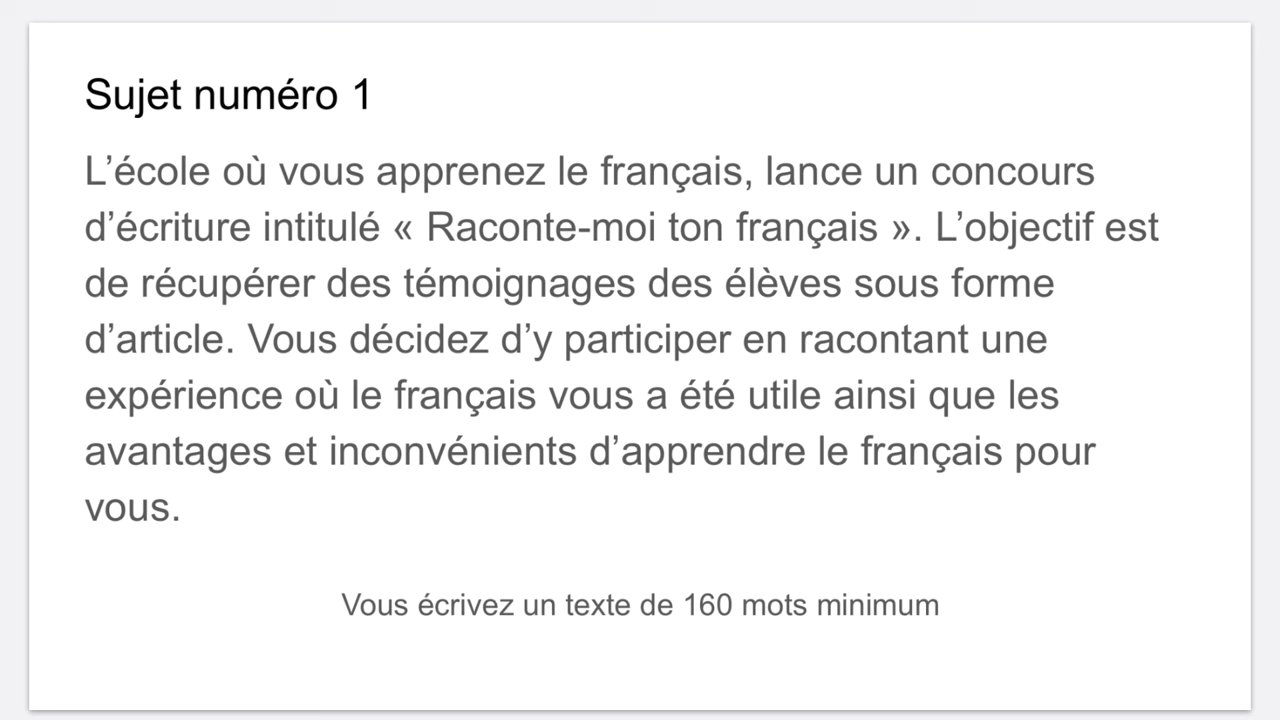 Sujet numéro 1
L’école où vous apprenez le français, lance un concours
d’écriture intitulé « Raconte-moi ton français ». L’objectif est
de récupérer des témoignages des élèves sous forme
d’article. Vous décidez d’y participer en racontant une
expérience où le français vous a été utile ainsi que les
avantages et inconvénients d’apprendre le français pour
vous.
Vous écrivez un texte de 160 mots minimum